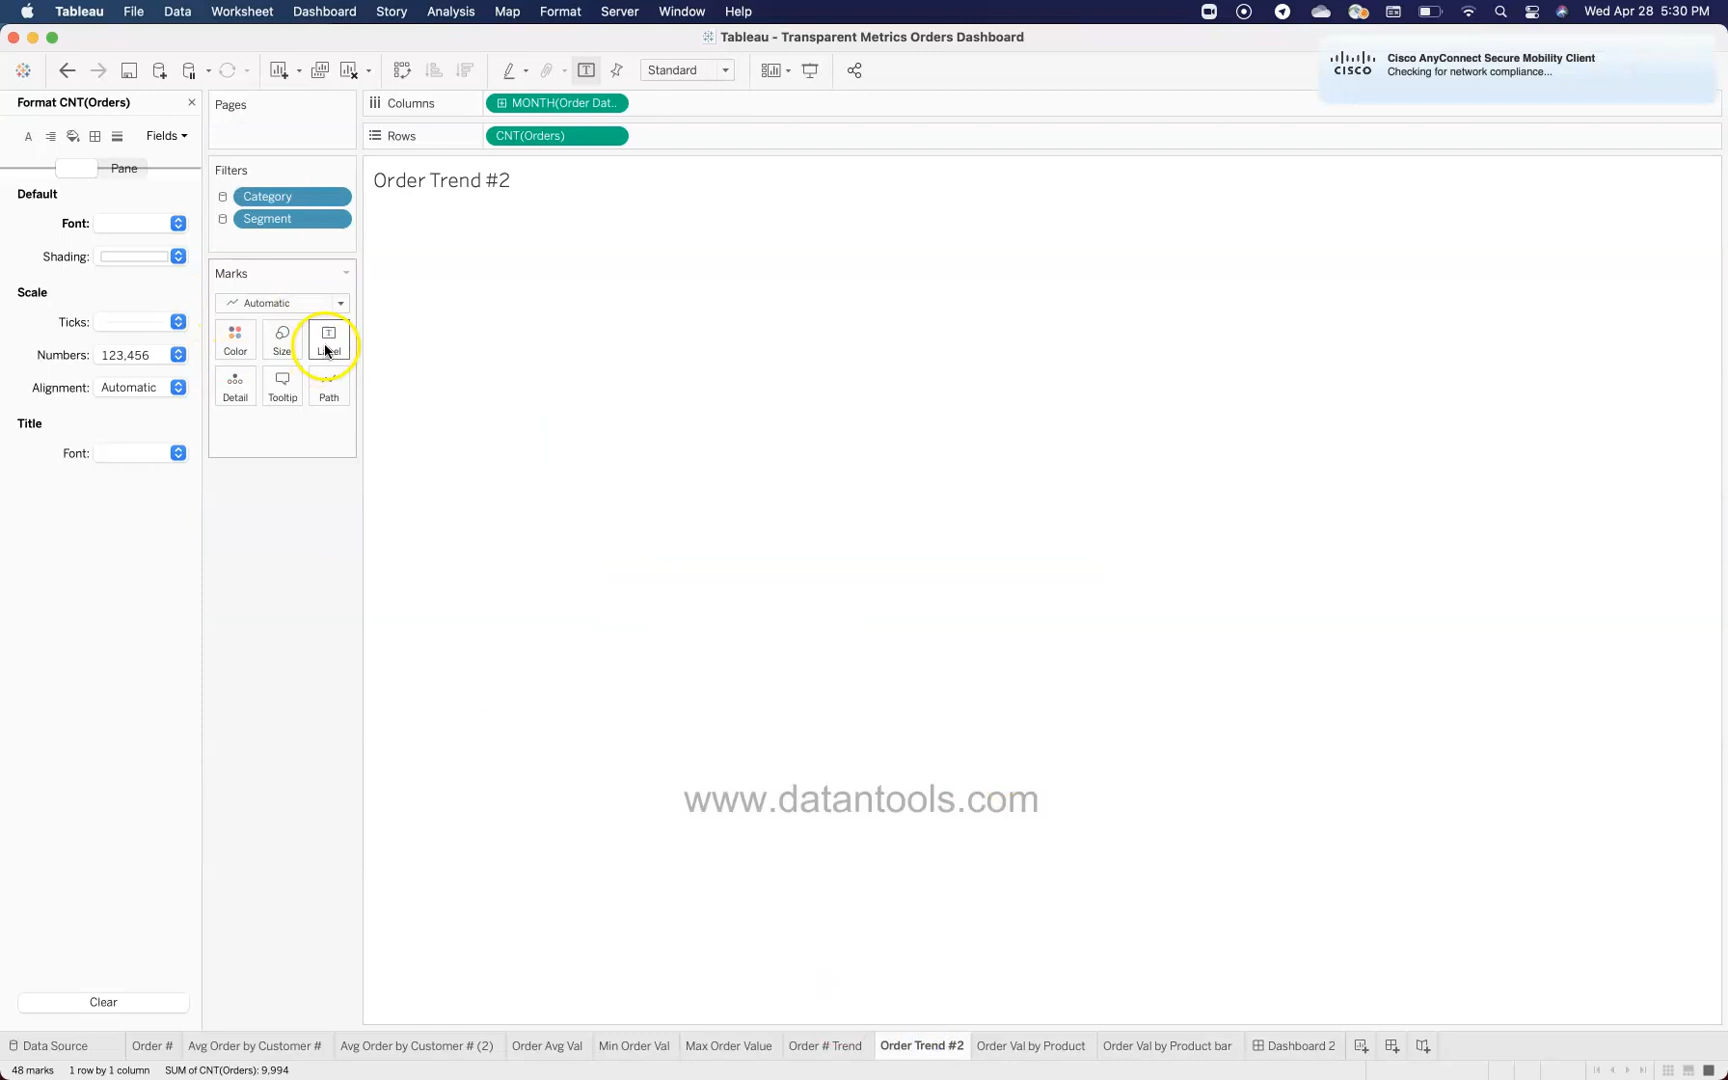 Tableau File Data Worksheet Dashboard Story Analysis Map Format Server Window Help Wed Apr 28 5:30 PM
Tableau - Transparent Metrics Orders Dashboard
Standard
CISCO Cisco AnyConnect Secure Mobility Client
Checking for network compliance...
Format CNT(Orders)
Fields
Pane
Default
Font:
Shading:
Scale
Ticks:
Numbers: 123,456
Alignment: Automatic
Title
Font:
Clear
Pages
Filters
Category
Segment
Marks
Automatic
Color Size
Detail Tooltip Path
Columns MONTH(Order Dat..
Rows CNT(Orders)
Order Trend #2
www.datantools.com
Data Source Order # Avg Order by Customer # Avg Order by Customer # (2) Order Avg Val Min Order Val Max Order Value Order # Trend Order Trend #2 Order Val by Product Order Val by Product bar Dashboard 2
48 marks 1 row by 1 column SUM of CNT(Orders): 9,994